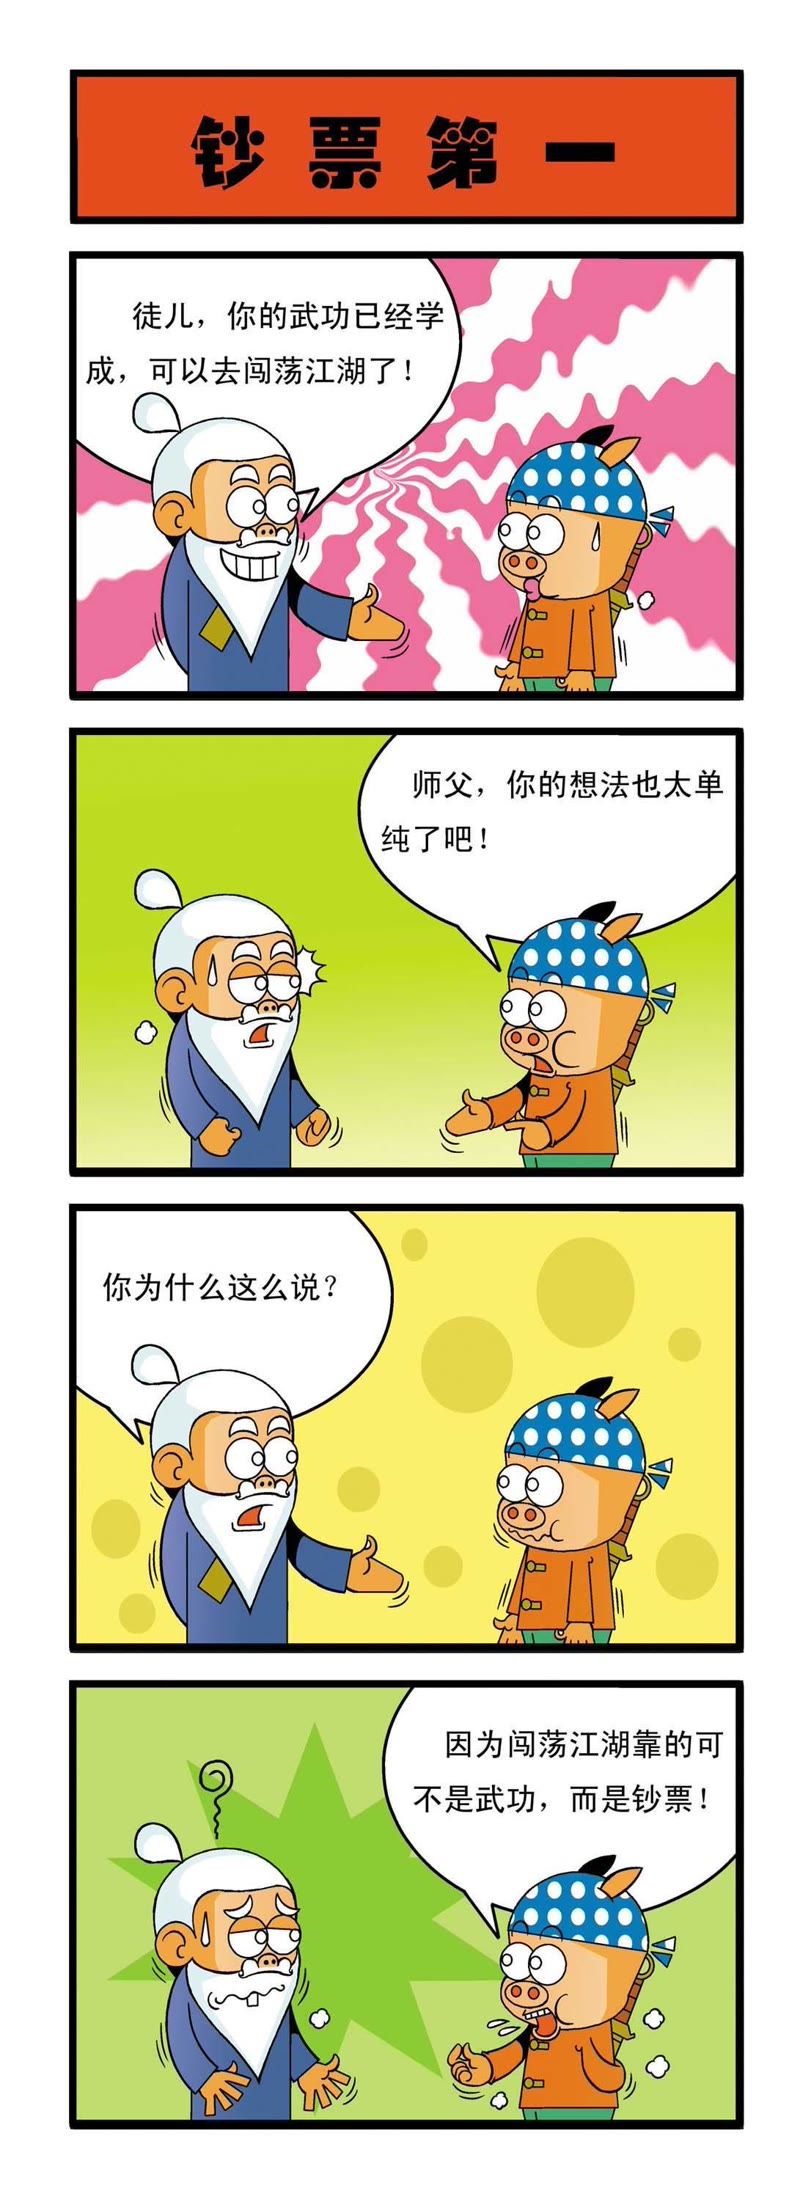 钞票第一
徒儿，你的武功已经学
成，可以去闯荡江湖了！
师父，你的想法也太单
纯了吧！
你为什么这么说？
因为闯荡江湖靠的可
不是武功，而是钞票！